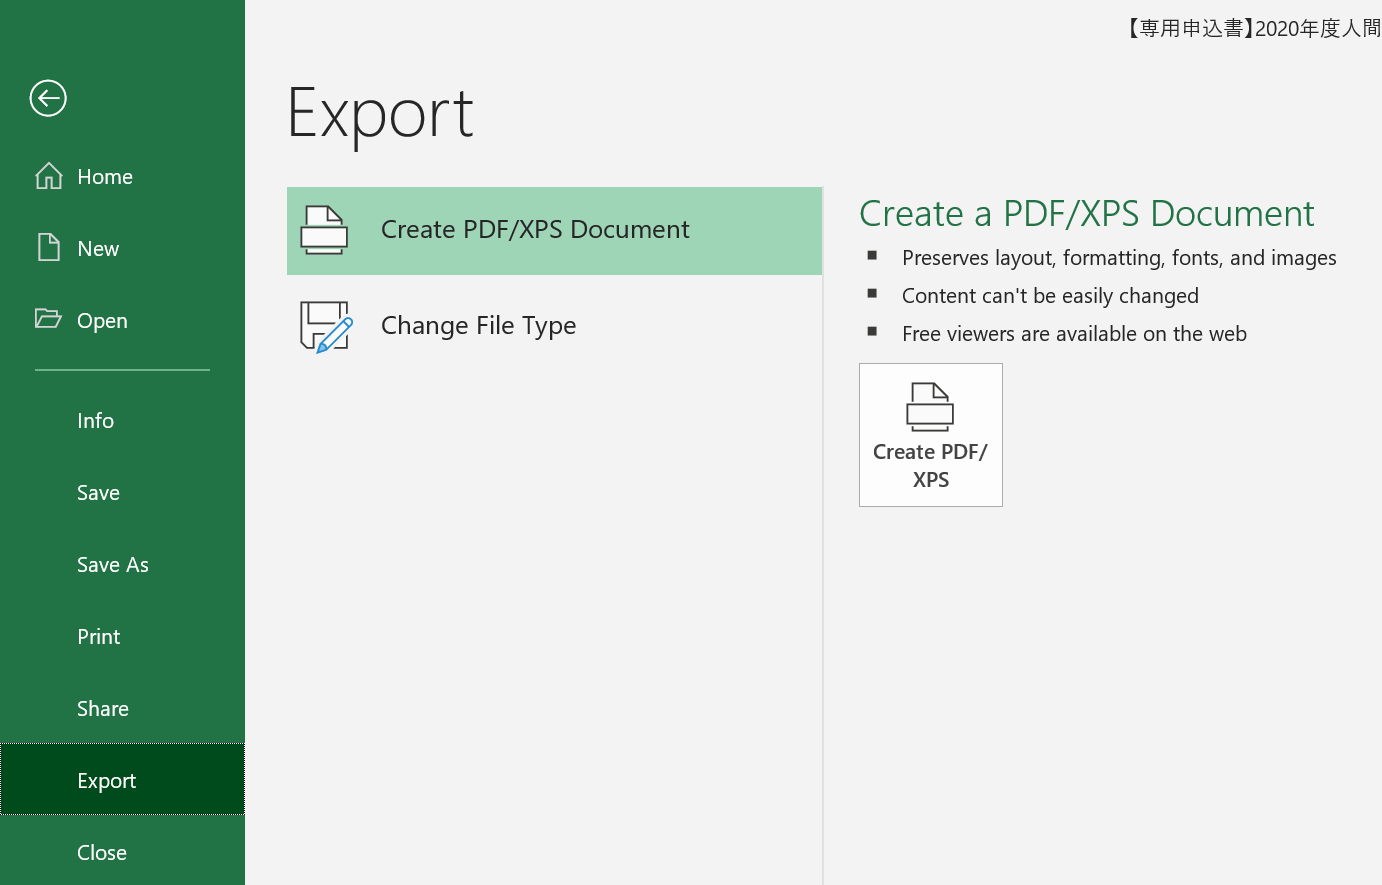 【専用申込書】2020年度人間
Export
Home
New
Open
Info
Save
Save As
Print
Share
Export
Close
Create PDF/XPS Document
Change File Type
Create a PDF/XPS Document
Preserves layout, formatting, fonts, and images
Content can't be easily changed
Free viewers are available on the web
Create PDF/
XPS